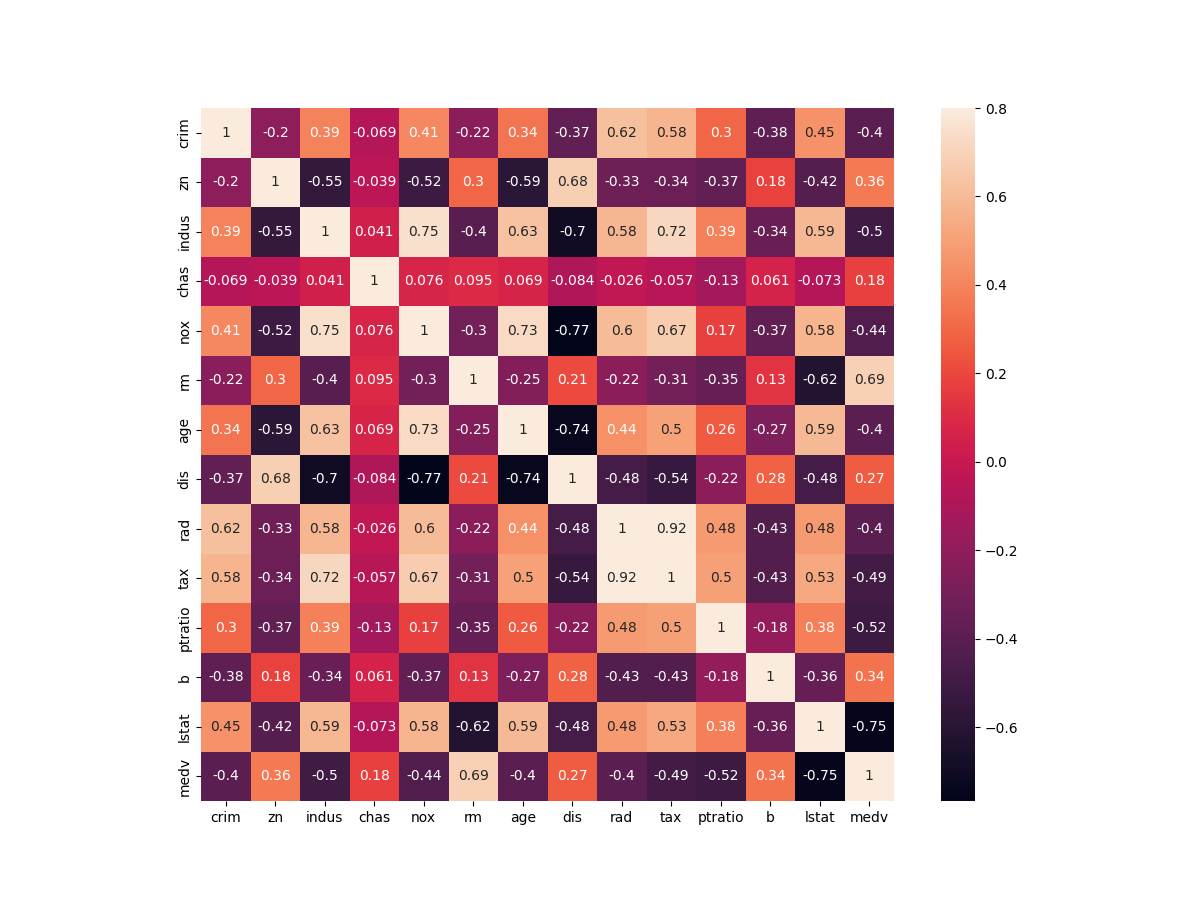 crim 1 -0.2 0.39 -0.069 0.41 -0.22 0.34 -0.37 0.62 0.58 0.3 -0.38 0.45 -0.4
zn -0.2 1 -0.55 -0.039 -0.52 0.3 -0.59 0.68 -0.33 -0.34 -0.37 0.18 -0.42 0.36
indus 0.39 -0.55 1 0.041 0.75 -0.4 0.63 -0.7 0.58 0.72 0.39 -0.34 0.59 -0.5
chas -0.069 -0.039 0.041 1 0.076 0.095 0.069 -0.084 -0.026 -0.057 -0.13 0.061 -0.073 0.18
nox 0.41 -0.52 0.75 0.076 1 -0.3 0.73 -0.77 0.6 0.67 0.17 -0.37 0.58 -0.44
rm -0.22 0.3 -0.4 0.095 -0.3 1 -0.25 0.21 -0.22 -0.31 -0.35 0.13 -0.62 0.69
age 0.34 -0.59 0.63 0.069 0.73 -0.25 1 -0.74 0.44 0.5 0.26 -0.27 0.59 -0.4
dis -0.37 0.68 -0.7 -0.084 -0.77 0.21 -0.74 1 -0.48 -0.54 -0.22 0.28 -0.48 0.27
rad 0.62 -0.33 0.58 -0.026 0.6 -0.22 0.44 -0.48 1 0.92 0.48 -0.43 0.48 -0.4
tax 0.58 -0.34 0.72 -0.057 0.67 -0.31 0.5 -0.54 0.92 1 0.5 -0.43 0.53 -0.49
ptratio 0.3 -0.37 0.39 -0.13 0.17 -0.35 0.26 -0.22 0.48 0.5 1 -0.18 0.38 -0.52
b -0.38 0.18 -0.34 0.061 -0.37 0.13 -0.27 0.28 -0.43 -0.43 -0.18 1 -0.36 0.34
lstat 0.45 -0.42 0.59 -0.073 0.58 -0.62 0.59 -0.48 0.48 0.53 0.38 -0.36 1 -0.75
medv -0.4 0.36 -0.5 0.18 -0.44 0.69 -0.4 0.27 -0.4 -0.49 -0.52 0.34 -0.75 1
crim zn indus chas nox rm age dis rad tax ptratio b lstat medv
0.8
0.6
0.4
0.2
0.0
−0.2
−0.4
−0.6